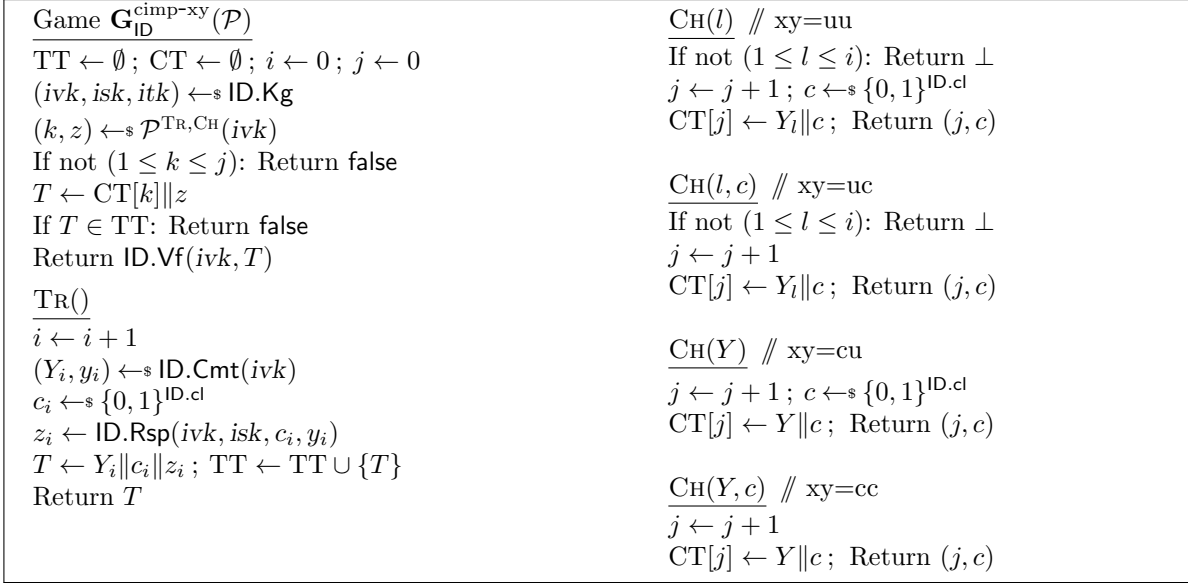 Game G_ID^{cimp-xy}(𝒫)
TT ← ∅ ; CT ← ∅ ; i ← 0 ; j ← 0
(ivk, isk, itk) ←$ ID.Kg
(k, z) ←$ 𝒫^{TR,CH}(ivk)
If not (1 ≤ k ≤ j): Return false
T ← CT[k]‖z
If T ∈ TT: Return false
Return ID.Vf(ivk, T)
TR()
i ← i + 1
(Y_i, y_i) ←$ ID.Cmt(ivk)
c_i ←$ {0, 1}^{ID.cl}
z_i ← ID.Rsp(ivk, isk, c_i, y_i)
T ← Y_i‖c_i‖z_i ; TT ← TT ∪ {T}
Return T
CH(l) // xy=uu
If not (1 ≤ l ≤ i): Return ⊥
j ← j + 1 ; c ←$ {0, 1}^{ID.cl}
CT[j] ← Y_l‖c ; Return (j, c)
CH(l, c) // xy=uc
If not (1 ≤ l ≤ i): Return ⊥
j ← j + 1
CT[j] ← Y_l‖c ; Return (j, c)
CH(Y) // xy=cu
j ← j + 1 ; c ←$ {0, 1}^{ID.cl}
CT[j] ← Y‖c ; Return (j, c)
CH(Y, c) // xy=cc
j ← j + 1
CT[j] ← Y‖c ; Return (j, c)